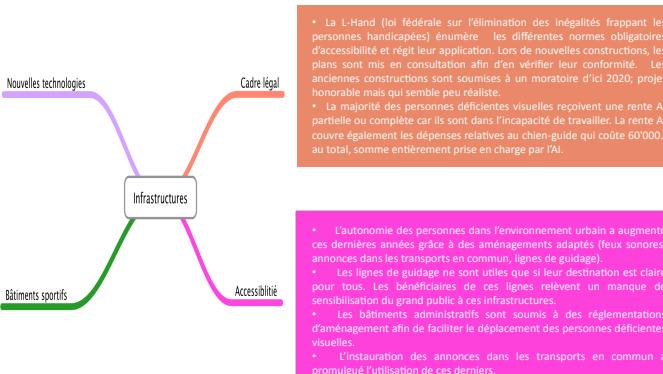 Nouvelles technologies
Cadre légal
Infrastructures
Bâtiments sportifs
Accessiblitié
• La L-Hand (loi fédérale sur l'élimination des inégalités frappant les
personnes handicapées) énumère les différentes normes obligatoires
d'accessibilité et régit leur application. Lors de nouvelles constructions, les
plans sont mis en consultation afin d'en vérifier leur conformité. Les
anciennes constructions sont soumises à un moratoire d'ici 2020; projet
honorable mais qui semble peu réaliste.
• La majorité des personnes déficientes visuelles reçoivent une rente A
partielle ou complète car ils sont dans l'incapacité de travailler. La rente A
couvre également les dépenses relatives au chien-guide qui coûte 60'000.
au total, somme entièrement prise en charge par l'AI.
• L'autonomie des personnes dans l'environnement urbain a augmenté
ces dernières années grâce à des aménagements adaptés (feux sonores,
annonces dans les transports en commun, lignes de guidage).
• Les lignes de guidage ne sont utiles que si leur destination est claire
pour tous. Les bénéficiaires de ces lignes relèvent un manque de
sensibilisation du grand public à ces infrastructures.
• Les bâtiments administratifs sont soumis à des réglementations
d'aménagement afin de faciliter le déplacement des personnes déficientes
visuelles.
• L'instauration des annonces dans les transports en commun a
promulgué l'utilisation de ces derniers.